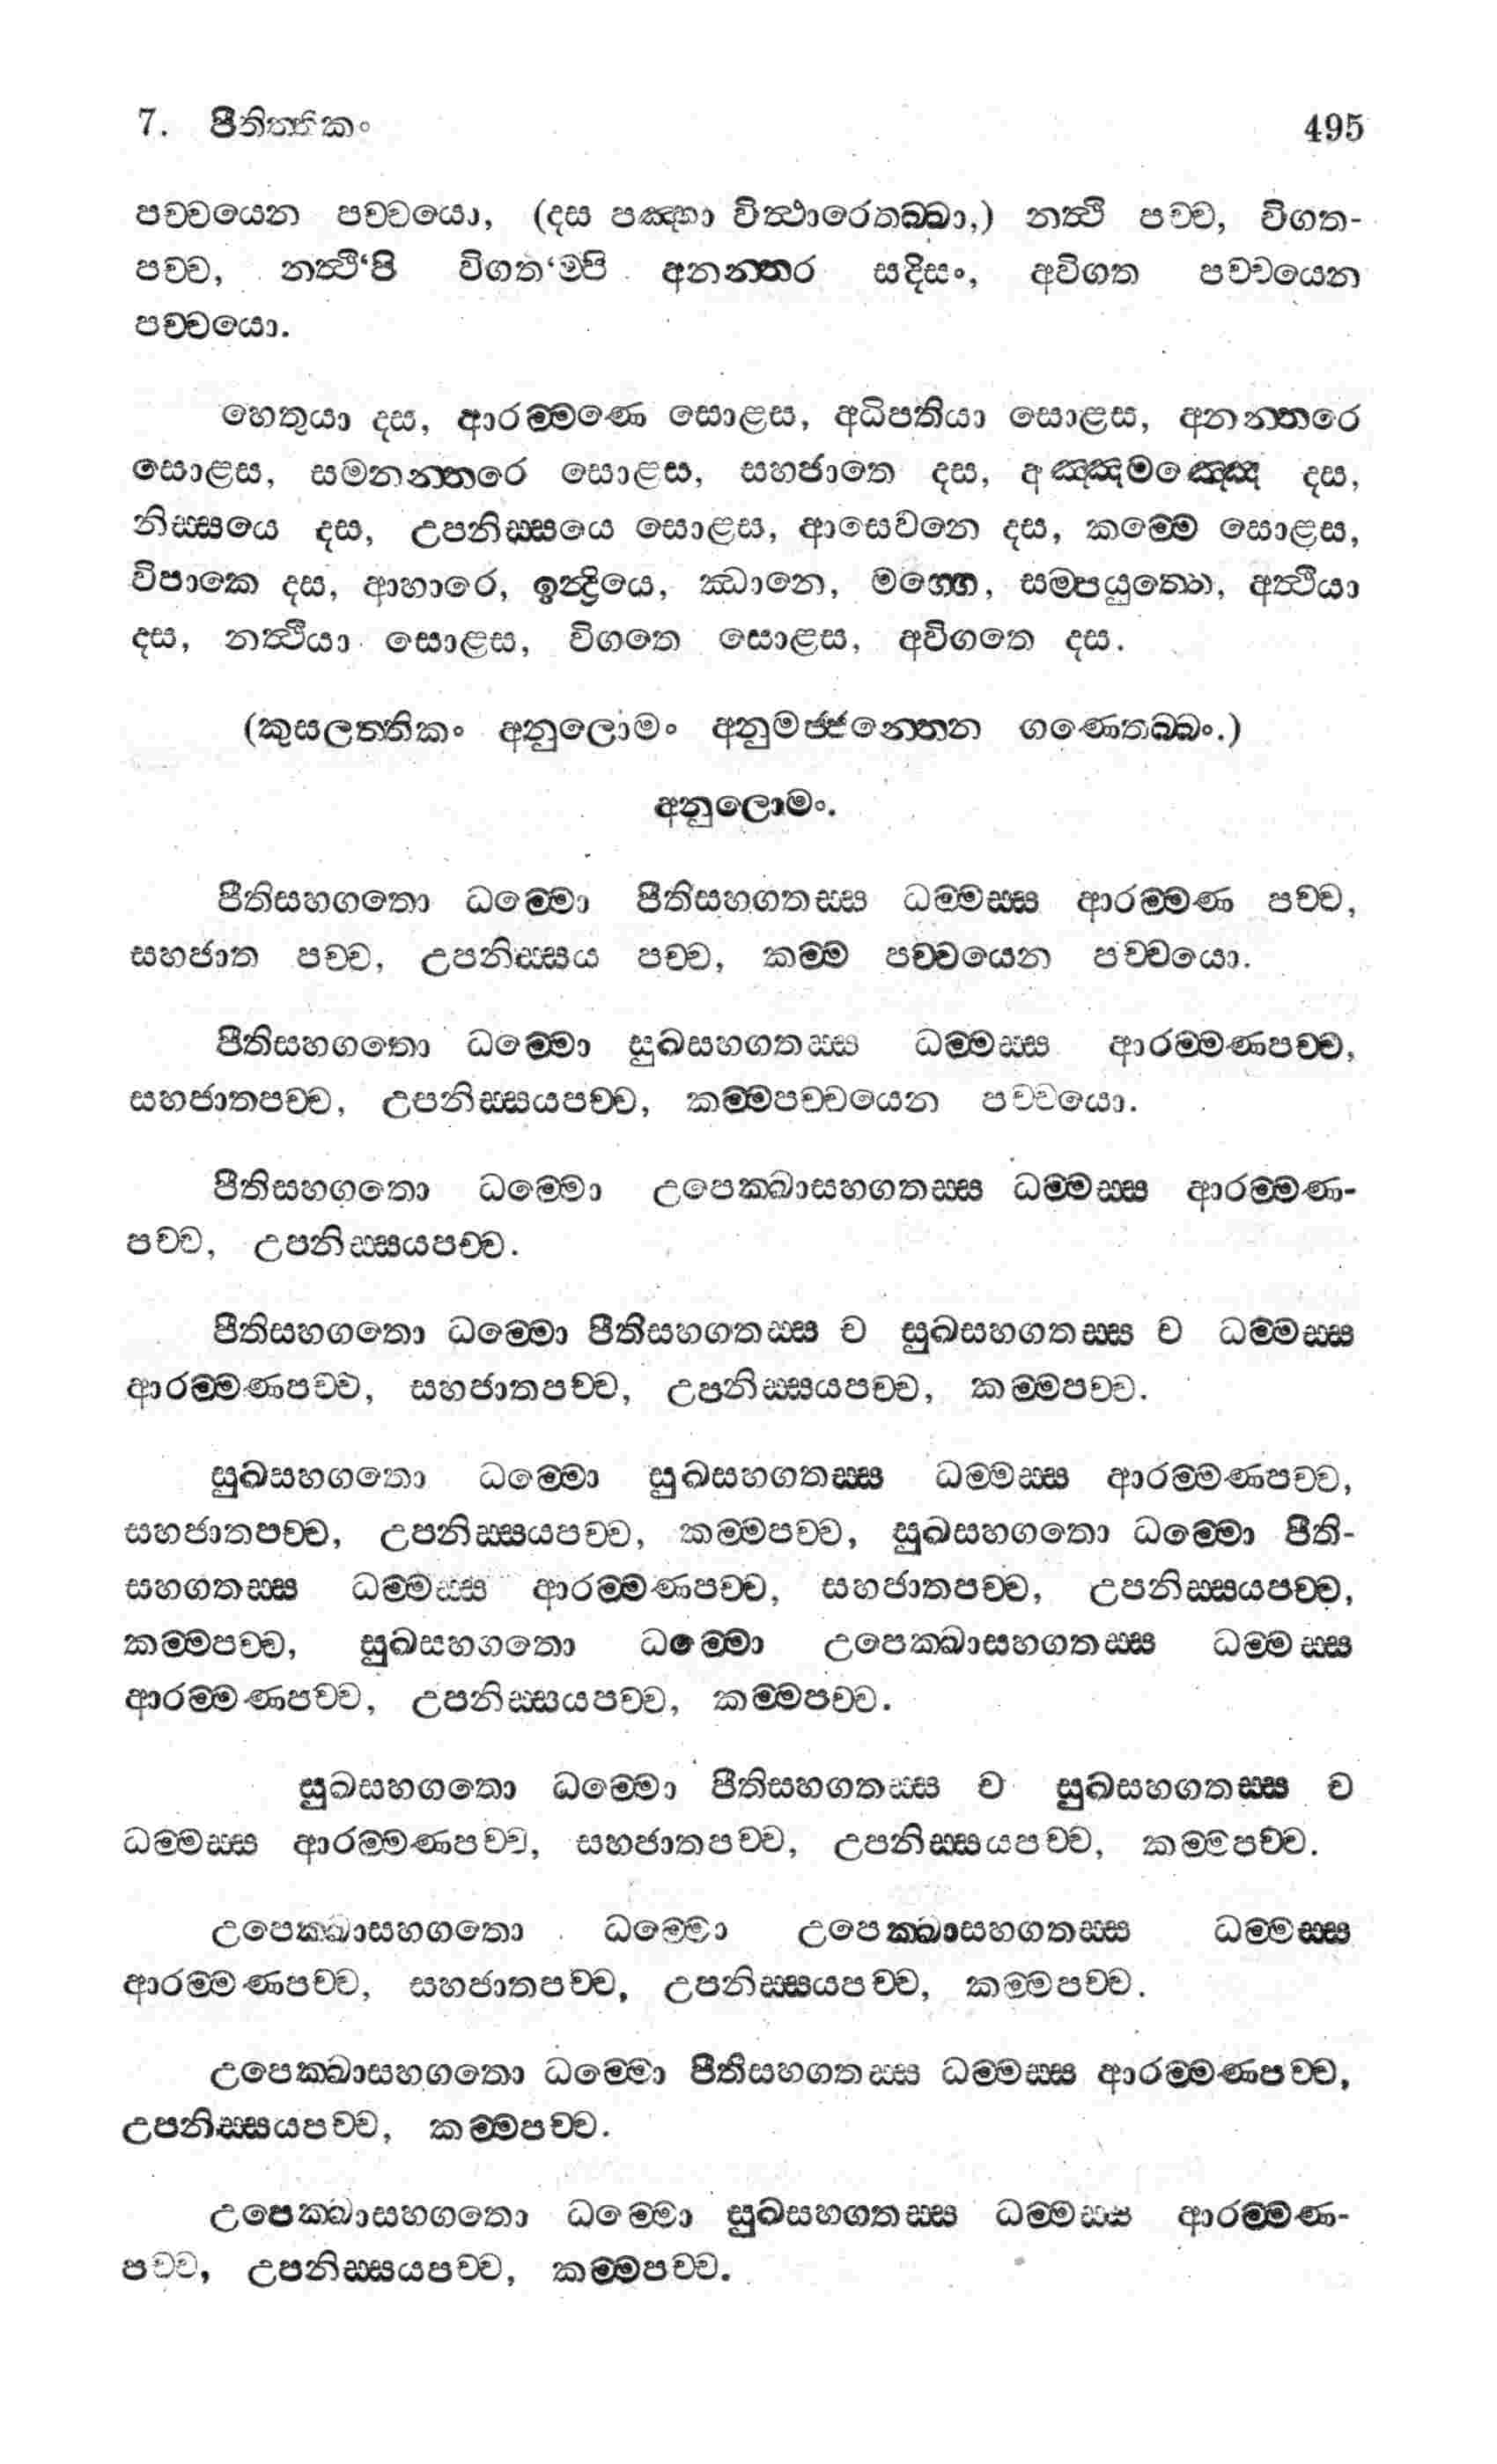 7. පීතිත්තිකං 495
පච්චයෙන පච්චයො, (දස පඤ්හා විත්ථාරෙතබ්බා,) නත්ථි පච්ච, විගත-
පච්ච, නත්ථි‘පි විගත‘ම්පි අනන්තර සදිසං, අවිගත පච්චයෙන
පච්චයො.
හෙතුයා දස, ආරම්මණෙ සොළස, අධිපතියා සොළස, අනන්තරෙ
සොළස, සමනන්තරෙ සොළස, සහජාතෙ දස, අඤ්ඤමඤ්ඤෙ දස,
නිස්සයෙ දස, උපනිස්සයෙ සොළස, ආසෙවනෙ දස, කම්මෙ සොළස,
විපාකෙ දස, ආහාරෙ, ඉන්ද්‍රියෙ, ඣානෙ, මග්ගෙ, සම්පයුත්තෙ, අත්ථියා
දස, නත්ථියා සොළස, විගතෙ සොළස, අවිගතෙ දස.
(කුසලත්තිකං අනුලොමං අනුමජ්ජන්තෙන ගණෙතබ්බං.)
අනුලොමං.
පීතිසහගතො ධම්මො පීතිසහගතස්ස ධම්මස්ස ආරම්මණ පච්ච,
සහජාත පච්ච, උපනිස්සය පච්ච, කම්ම පච්චයෙන පච්චයො.
පීතිසහගතො ධම්මො සුඛසහගතස්ස ධම්මස්ස ආරම්මණපච්ච,
සහජාතපච්ච, උපනිස්සයපච්ච, කම්මපච්චයෙන පච්චයො.
පීතිසහගතො ධම්මො උපෙක්ඛාසහගතස්ස ධම්මස්ස ආරම්මණ-
පච්ච, උපනිස්සයපච්ච.
පීතිසහගතො ධම්මො පීතිසහගතස්ස ච සුඛසහගතස්ස ච ධම්මස්ස
ආරම්මණපච්ච, සහජාතපච්ච, උපනිස්සයපච්ච, කම්මපච්ච.
සුඛසහගතො ධම්මො සුඛසහගතස්ස ධම්මස්ස ආරම්මණපච්ච,
සහජාතපච්ච, උපනිස්සයපච්ච, කම්මපච්ච, සුඛසහගතො ධම්මො පීති-
සහගතස්ස ධම්මස්ස ආරම්මණපච්ච, සහජාතපච්ච, උපනිස්සයපච්ච,
කම්මපච්ච, සුඛසහගතො ධම්මො උපෙක්ඛාසහගතස්ස ධම්මස්ස
ආරම්මණපච්ච, උපනිස්සයපච්ච, කම්මපච්ච.
සුඛසහගතො ධම්මො පීතිසහගතස්ස ච සුඛසහගතස්ස ච
ධම්මස්ස ආරම්මණපච්ච, සහජාතපච්ච, උපනිස්සයපච්ච, කම්මපච්ච.
උපෙක්ඛාසහගතො ධම්මො උපෙක්ඛාසහගතස්ස ධම්මස්ස
ආරම්මණපච්ච, සහජාතපච්ච, උපනිස්සයපච්ච, කම්මපච්ච.
උපෙක්ඛාසහගතො ධම්මො පීතිසහගතස්ස ධම්මස්ස ආරම්මණපච්ච,
උපනිස්සයපච්ච, කම්මපච්ච.
උපෙක්ඛාසහගතො ධම්මො සුඛසහගතස්ස ධම්මස්ස ආරම්මණ-
පච්ච, උපනිස්සයපච්ච, කම්මපච්ච.